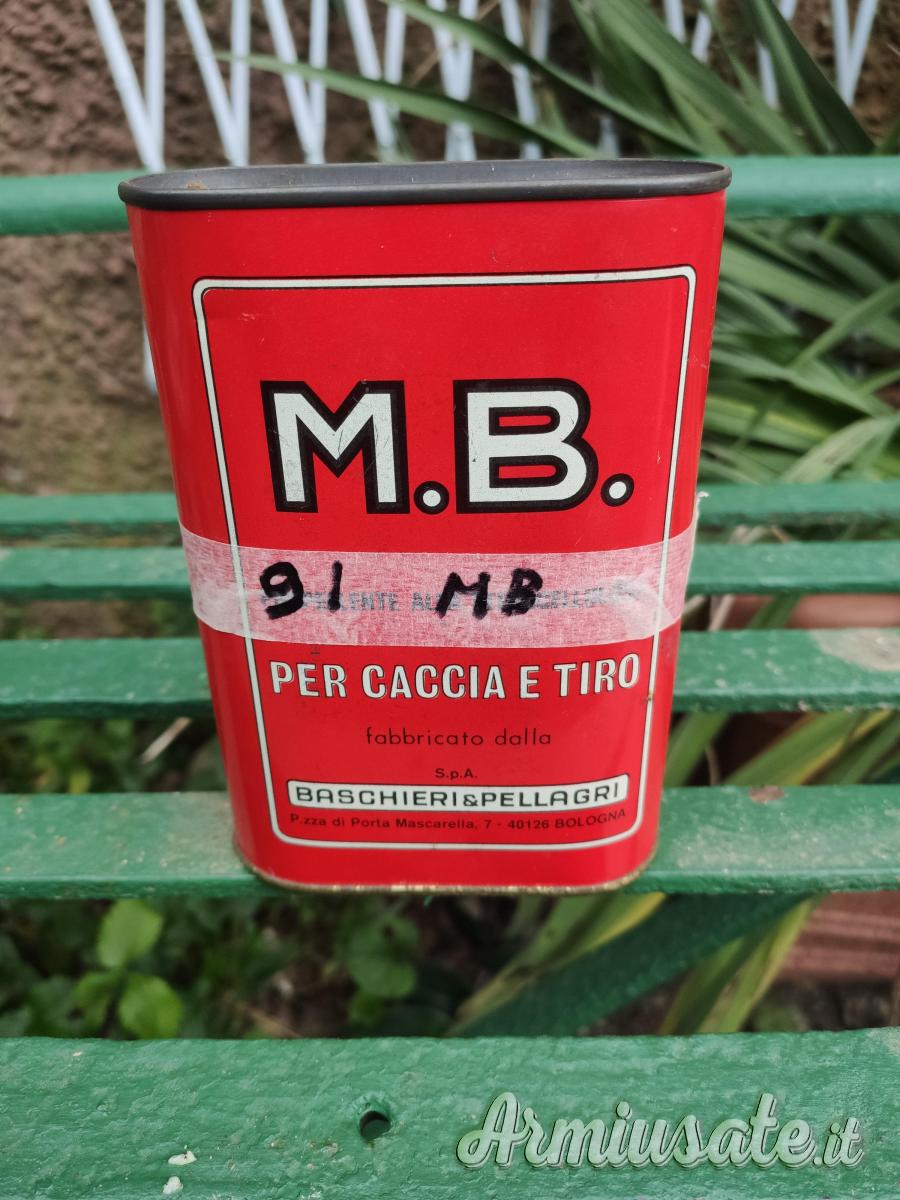 M.B.
91 MB
PER CACCIA E TIRO
fabbricato dalla
S.p.A.
BASCHIERI&PELLAGRI
P.zza di Porta Mascarella, 7 - 40126 BOLOGNA
Armiusate.it